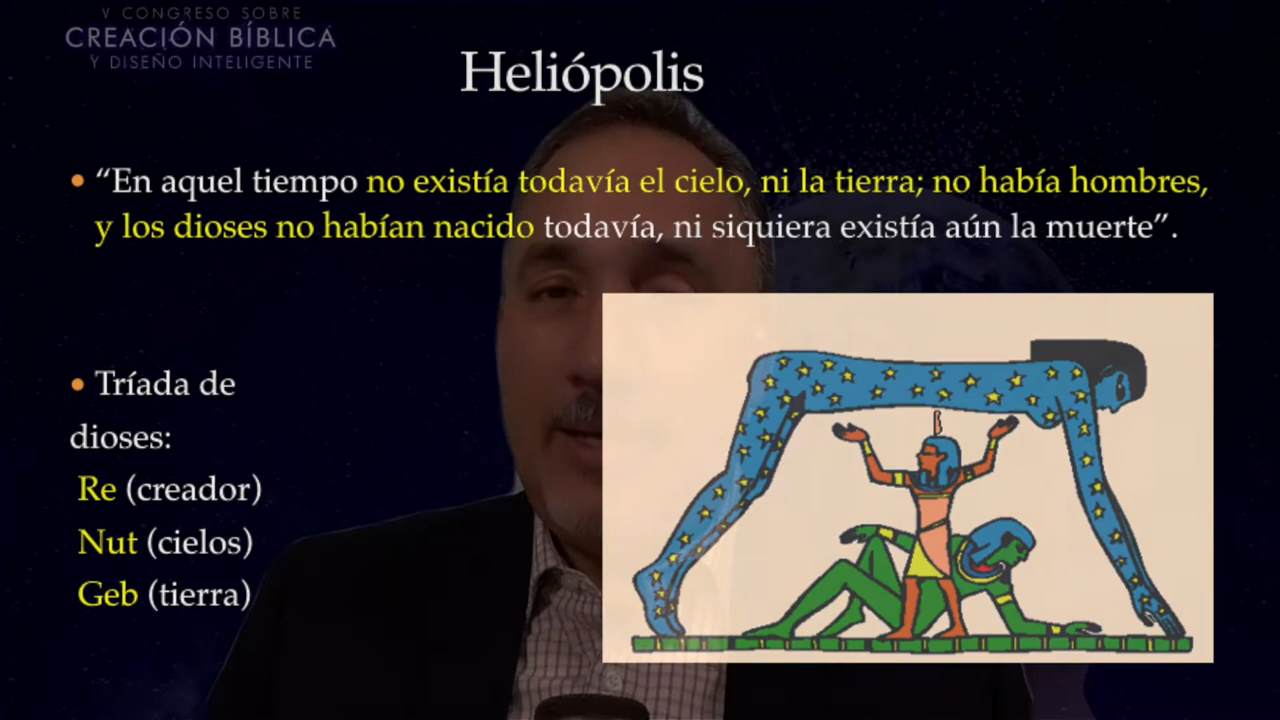 V CONGRESO SOBRE
CREACIÓN BÍBLICA
Y DISEÑO INTELIGENTE
Heliópolis
• “En aquel tiempo no existía todavía el cielo, ni la tierra; no había hombres,
y los dioses no habían nacido todavía, ni siquiera existía aún la muerte”.
• Tríada de
dioses:
Re (creador)
Nut (cielos)
Geb (tierra)